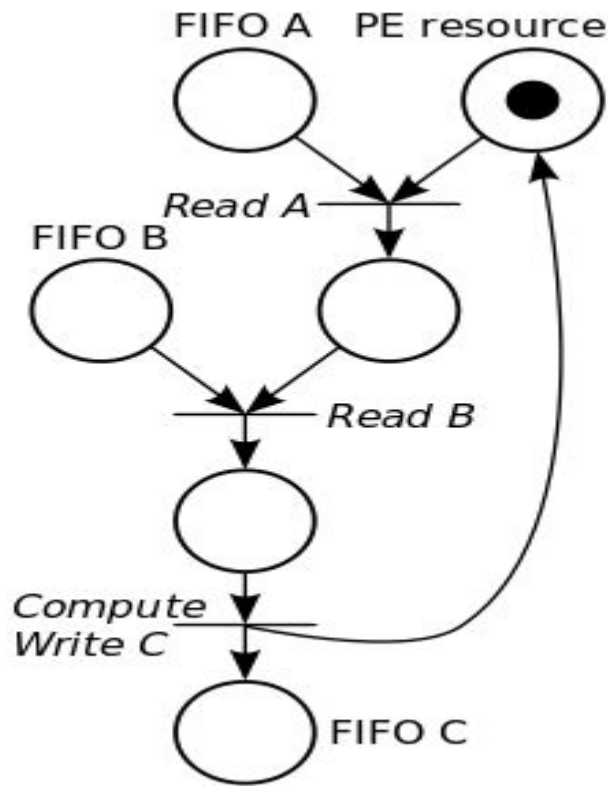 FIFO A
PE resource
Read A
FIFO B
Read B
Compute
Write C
FIFO C